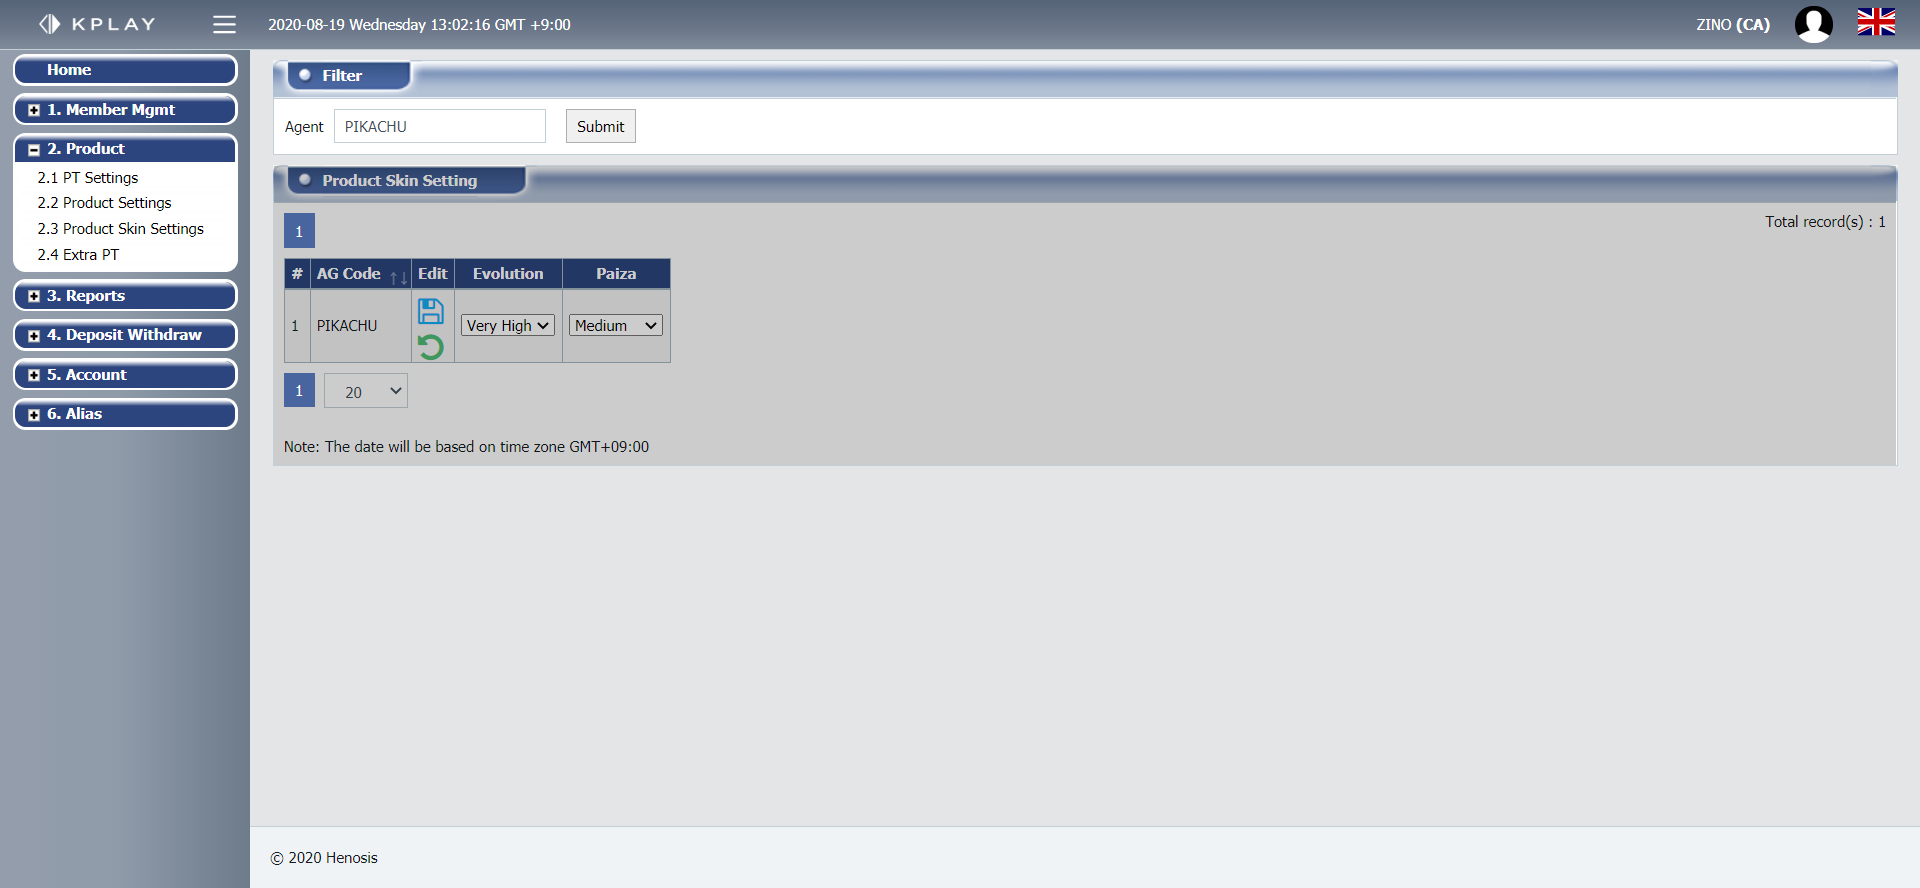 KPLAY
2020-08-19 Wednesday 13:02:16 GMT +9:00
ZINO (CA)
Home
1. Member Mgmt
2. Product
2.1 PT Settings
2.2 Product Settings
2.3 Product Skin Settings
2.4 Extra PT
3. Reports
4. Deposit Withdraw
5. Account
6. Alias
Filter
Agent PIKACHU Submit
Product Skin Setting
1
Total record(s) : 1
# AG Code Edit Evolution Paiza
1 PIKACHU Very High Medium
1 20
Note: The date will be based on time zone GMT+09:00
© 2020 Henosis